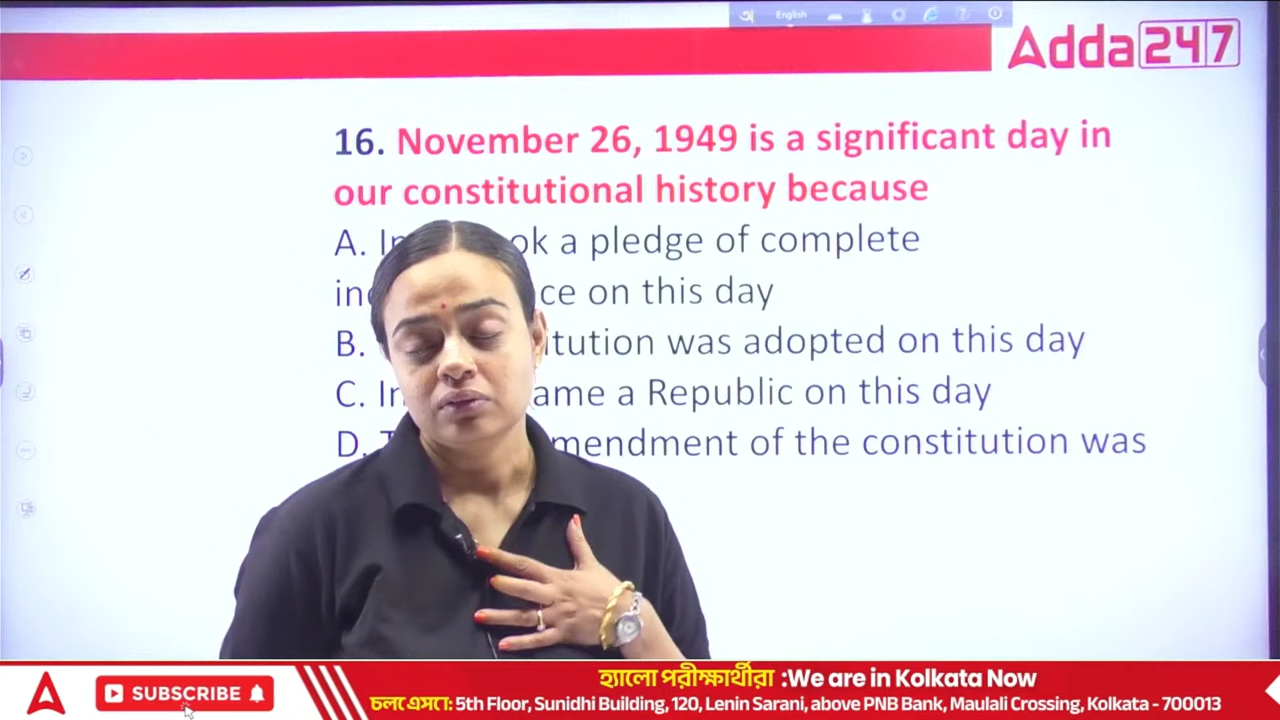 English
Adda247
16. November 26, 1949 is a significant day in
our constitutional history because
A. ok a pledge of complete
ce on this day
B. itution was adopted on this day
C. In ame a Republic on this day
D. mendment of the constitution was
হ্যালো পরীক্ষার্থীরা :We are in Kolkata Now
SUBSCRIBE
চলে এসো: 5th Floor, Sunidhi Building, 120, Lenin Sarani, above PNB Bank, Maulali Crossing, Kolkata - 700013